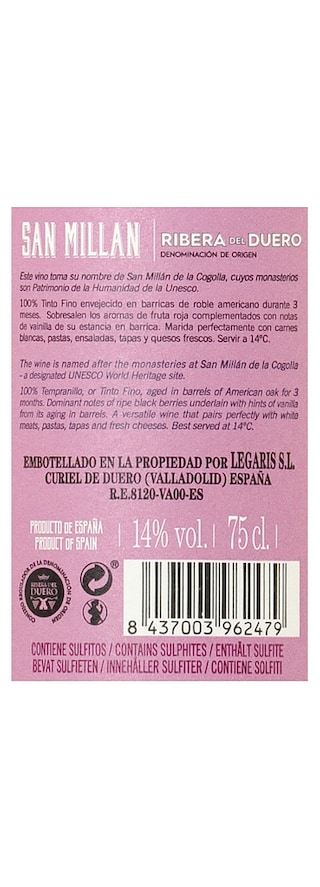 SAN MILLAN
RIBERA DEL DUERO
DENOMINACIÓN DE ORIGEN
Este vino toma su nombre de San Millán de la Cogolla, cuyos monasterios
son Patrimonio de la Humanidad de la Unesco.
100% Tinto Fino envejecido en barricas de roble americano durante 3
meses. Sobresalen los aromas de fruta roja complementados con notas
de vainilla de su estancia en barrica. Marida perfectamente con carnes
blancas, pastas, ensaladas, tapas y quesos frescos. Servir a 14ºC.
The wine is named after the monasteries at San Millán de la Cogolla
- a designated UNESCO World Heritage site.
100% Tempranillo, or Tinto Fino, aged in barrels of American oak for 3
months. Dominant notes of ripe black berries underlain with hints of vanilla
from its aging in barrels. A versatile wine that pairs perfectly with white
meats, pastas, tapas and fresh cheeses. Best served at 14ºC.
EMBOTELLADO EN LA PROPIEDAD POR LEGARIS S.L.
CURIEL DE DUERO (VALLADOLID) ESPAÑA
R.E.8120-VA00-ES
PRODUCTO DE ESPAÑA
PRODUCT OF SPAIN
14% vol.
75 cl.
CONSEJO REGULADOR DE LA DENOMINACIÓN DE ORIGEN
RIBERA DEL
DUERO
®
8 437003 962479
CONTIENE SULFITOS / CONTAINS SULPHITES / ENTHÄLT SULFITE
BEVAT SULFIETEN / INNEHÅLLER SULFITER / CONTIENE SOLFITI